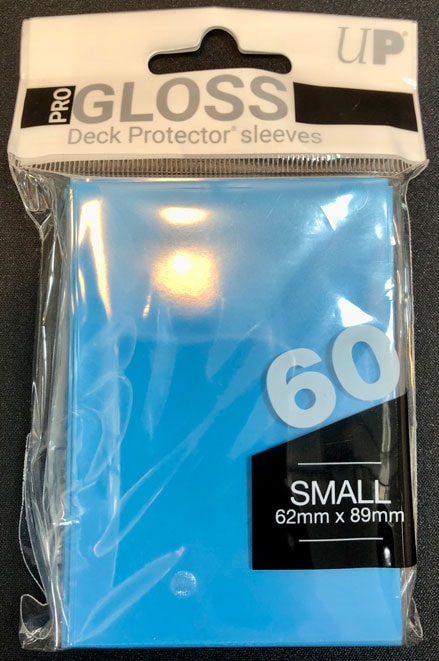 UP®
PRO
GLOSS
Deck Protector® sleeves
60
SMALL
62mm x 89mm